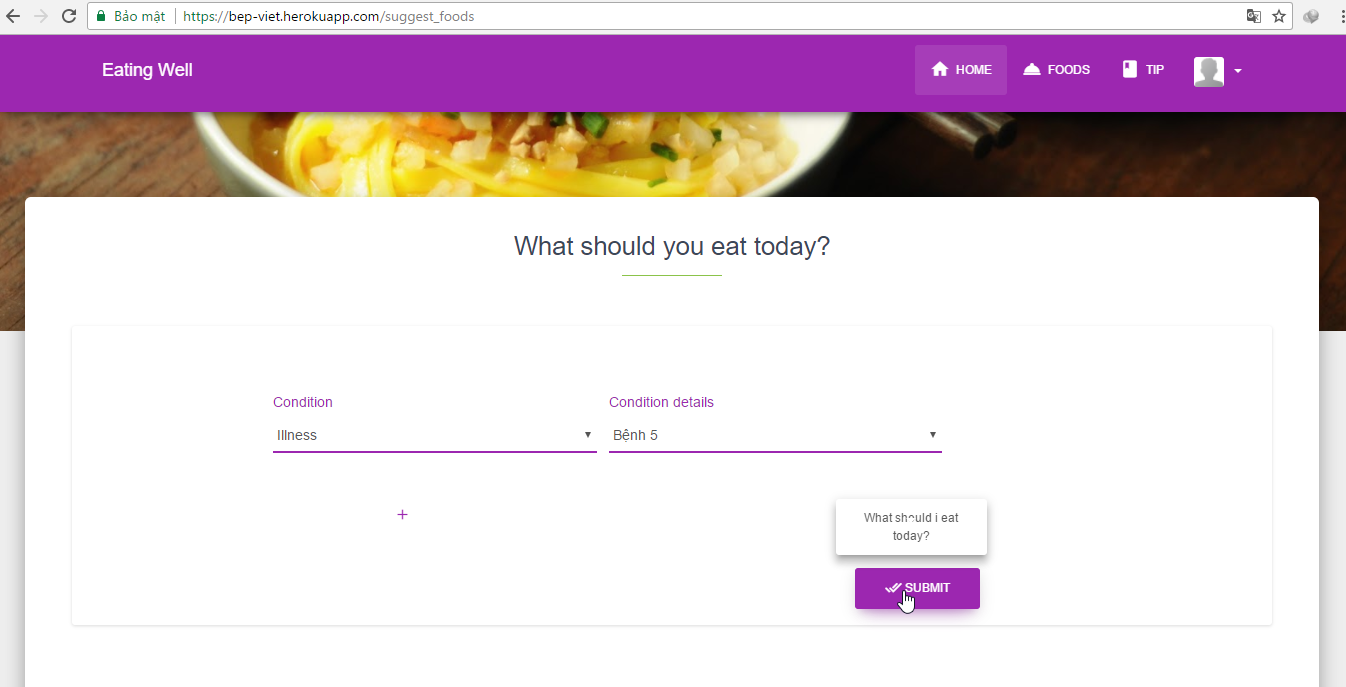 Bảo mật https://bep-viet.herokuapp.com/suggest_foods
Eating Well HOME FOODS TIP
What should you eat today?
Condition Condition details
Illness Bệnh 5
+
What should i eat
today?
SUBMIT